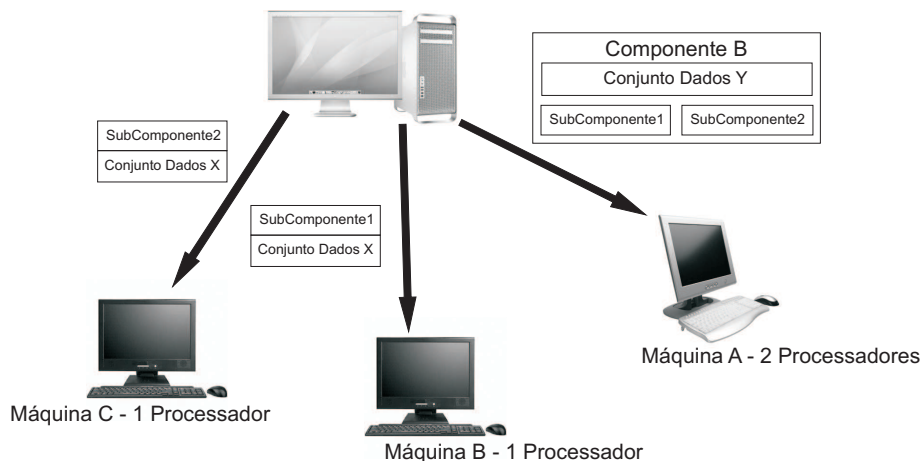 Componente B
Conjunto Dados Y
SubComponente1
SubComponente2
SubComponente2
Conjunto Dados X
SubComponente1
Conjunto Dados X
Máquina A - 2 Processadores
Máquina C - 1 Processador
Máquina B - 1 Processador